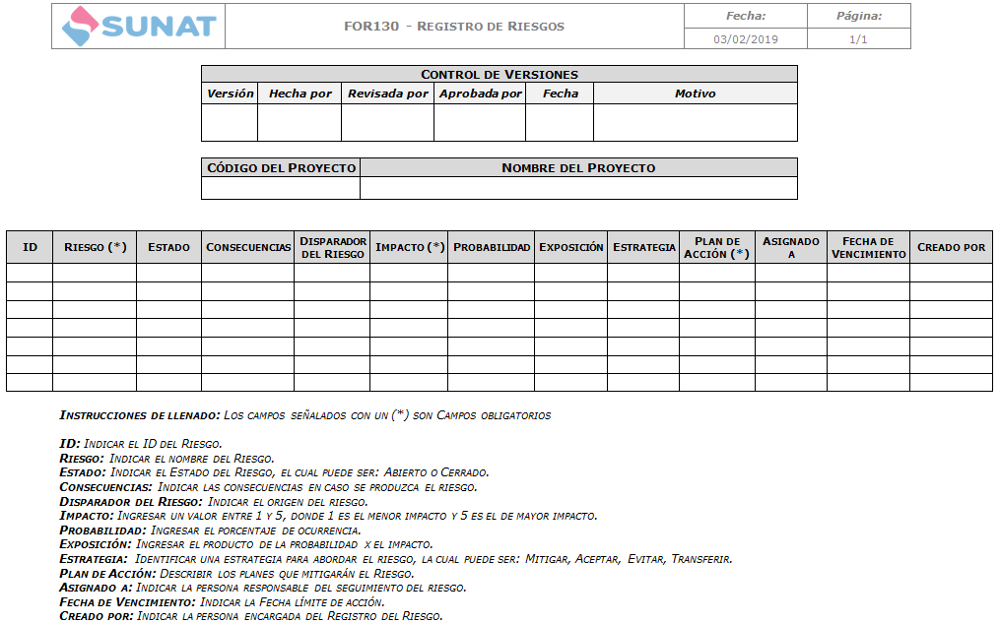 SUNAT
FOR130 - REGISTRO DE RIESGOS
Fecha:
Página:
03/02/2019
1/1
CONTROL DE VERSIONES
Versión
Hecha por
Revisada por
Aprobada por
Fecha
Motivo
CÓDIGO DEL PROYECTO
NOMBRE DEL PROYECTO
ID
RIESGO (*)
ESTADO
CONSECUENCIAS
DISPARADOR
DEL RIESGO
IMPACTO (*)
PROBABILIDAD
EXPOSICIÓN
ESTRATEGIA
PLAN DE
ACCIÓN (*)
ASIGNADO
A
FECHA DE
VENCIMIENTO
CREADO POR
INSTRUCCIONES DE LLENADO: LOS CAMPOS SEÑALADOS CON UN (*) SON CAMPOS OBLIGATORIOS
ID: INDICAR EL ID DEL RIESGO.
RIESGO: INDICAR EL NOMBRE DEL RIESGO.
ESTADO: INDICAR EL ESTADO DEL RIESGO, EL CUAL PUEDE SER: ABIERTO O CERRADO.
CONSECUENCIAS: INDICAR LAS CONSECUENCIAS EN CASO SE PRODUZCA EL RIESGO.
DISPARADOR DEL RIESGO: INDICAR EL ORIGEN DEL RIESGO.
IMPACTO: INGRESAR UN VALOR ENTRE 1 Y 5, DONDE 1 ES EL MENOR IMPACTO Y 5 ES EL DE MAYOR IMPACTO.
PROBABILIDAD: INGRESAR EL PORCENTAJE DE OCURRENCIA.
EXPOSICIÓN: INGRESAR EL PRODUCTO DE LA PROBABILIDAD X EL IMPACTO.
ESTRATEGIA: IDENTIFICAR UNA ESTRATEGIA PARA ABORDAR EL RIESGO, LA CUAL PUEDE SER: MITIGAR, ACEPTAR, EVITAR, TRANSFERIR.
PLAN DE ACCIÓN: DESCRIBIR LOS PLANES QUE MITIGARÁN EL RIESGO.
ASIGNADO A: INDICAR LA PERSONA RESPONSABLE DEL SEGUIMIENTO DEL RIESGO.
FECHA DE VENCIMIENTO: INDICAR LA FECHA LÍMITE DE ACCIÓN.
CREADO POR: INDICAR LA PERSONA ENCARGADA DEL REGISTRO DEL RIESGO.